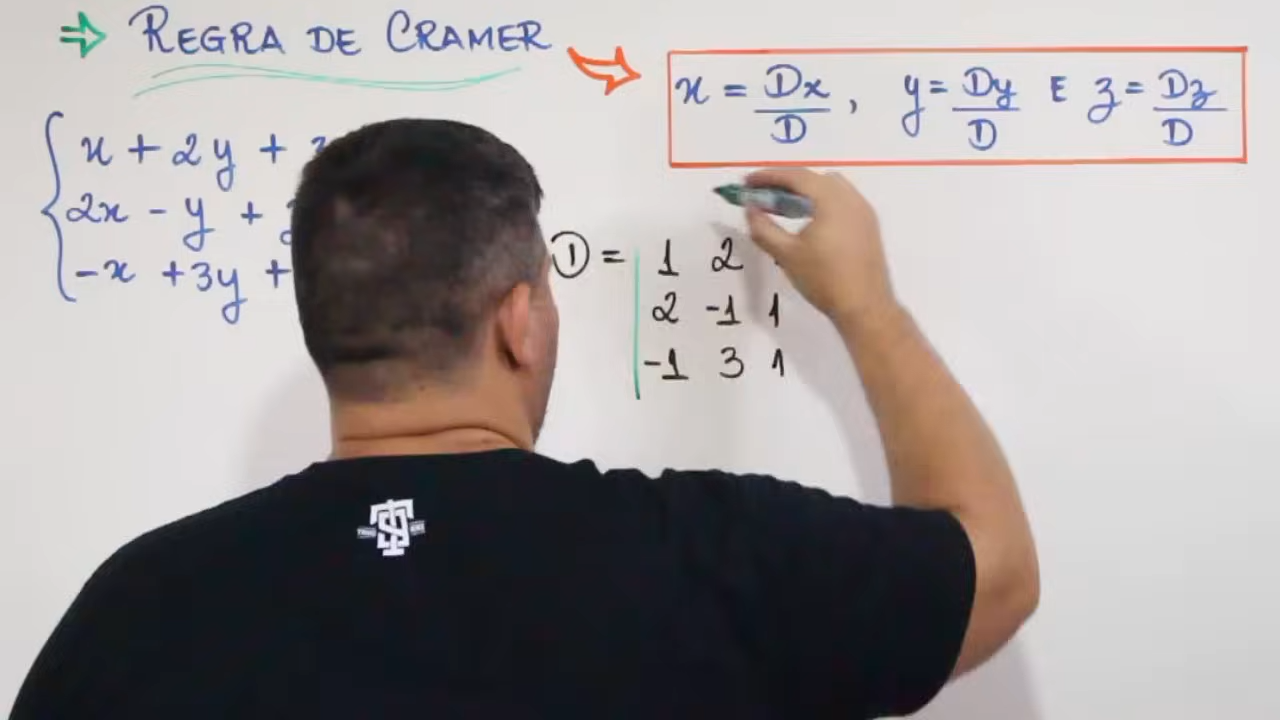 ⇒ REGRA DE CRAMER
x = Dx/D, y = Dy/D E z = Dz/D
x + 2y +
2x - y +
-x + 3y +
D = 1 2
2 -1 1
-1 3 1